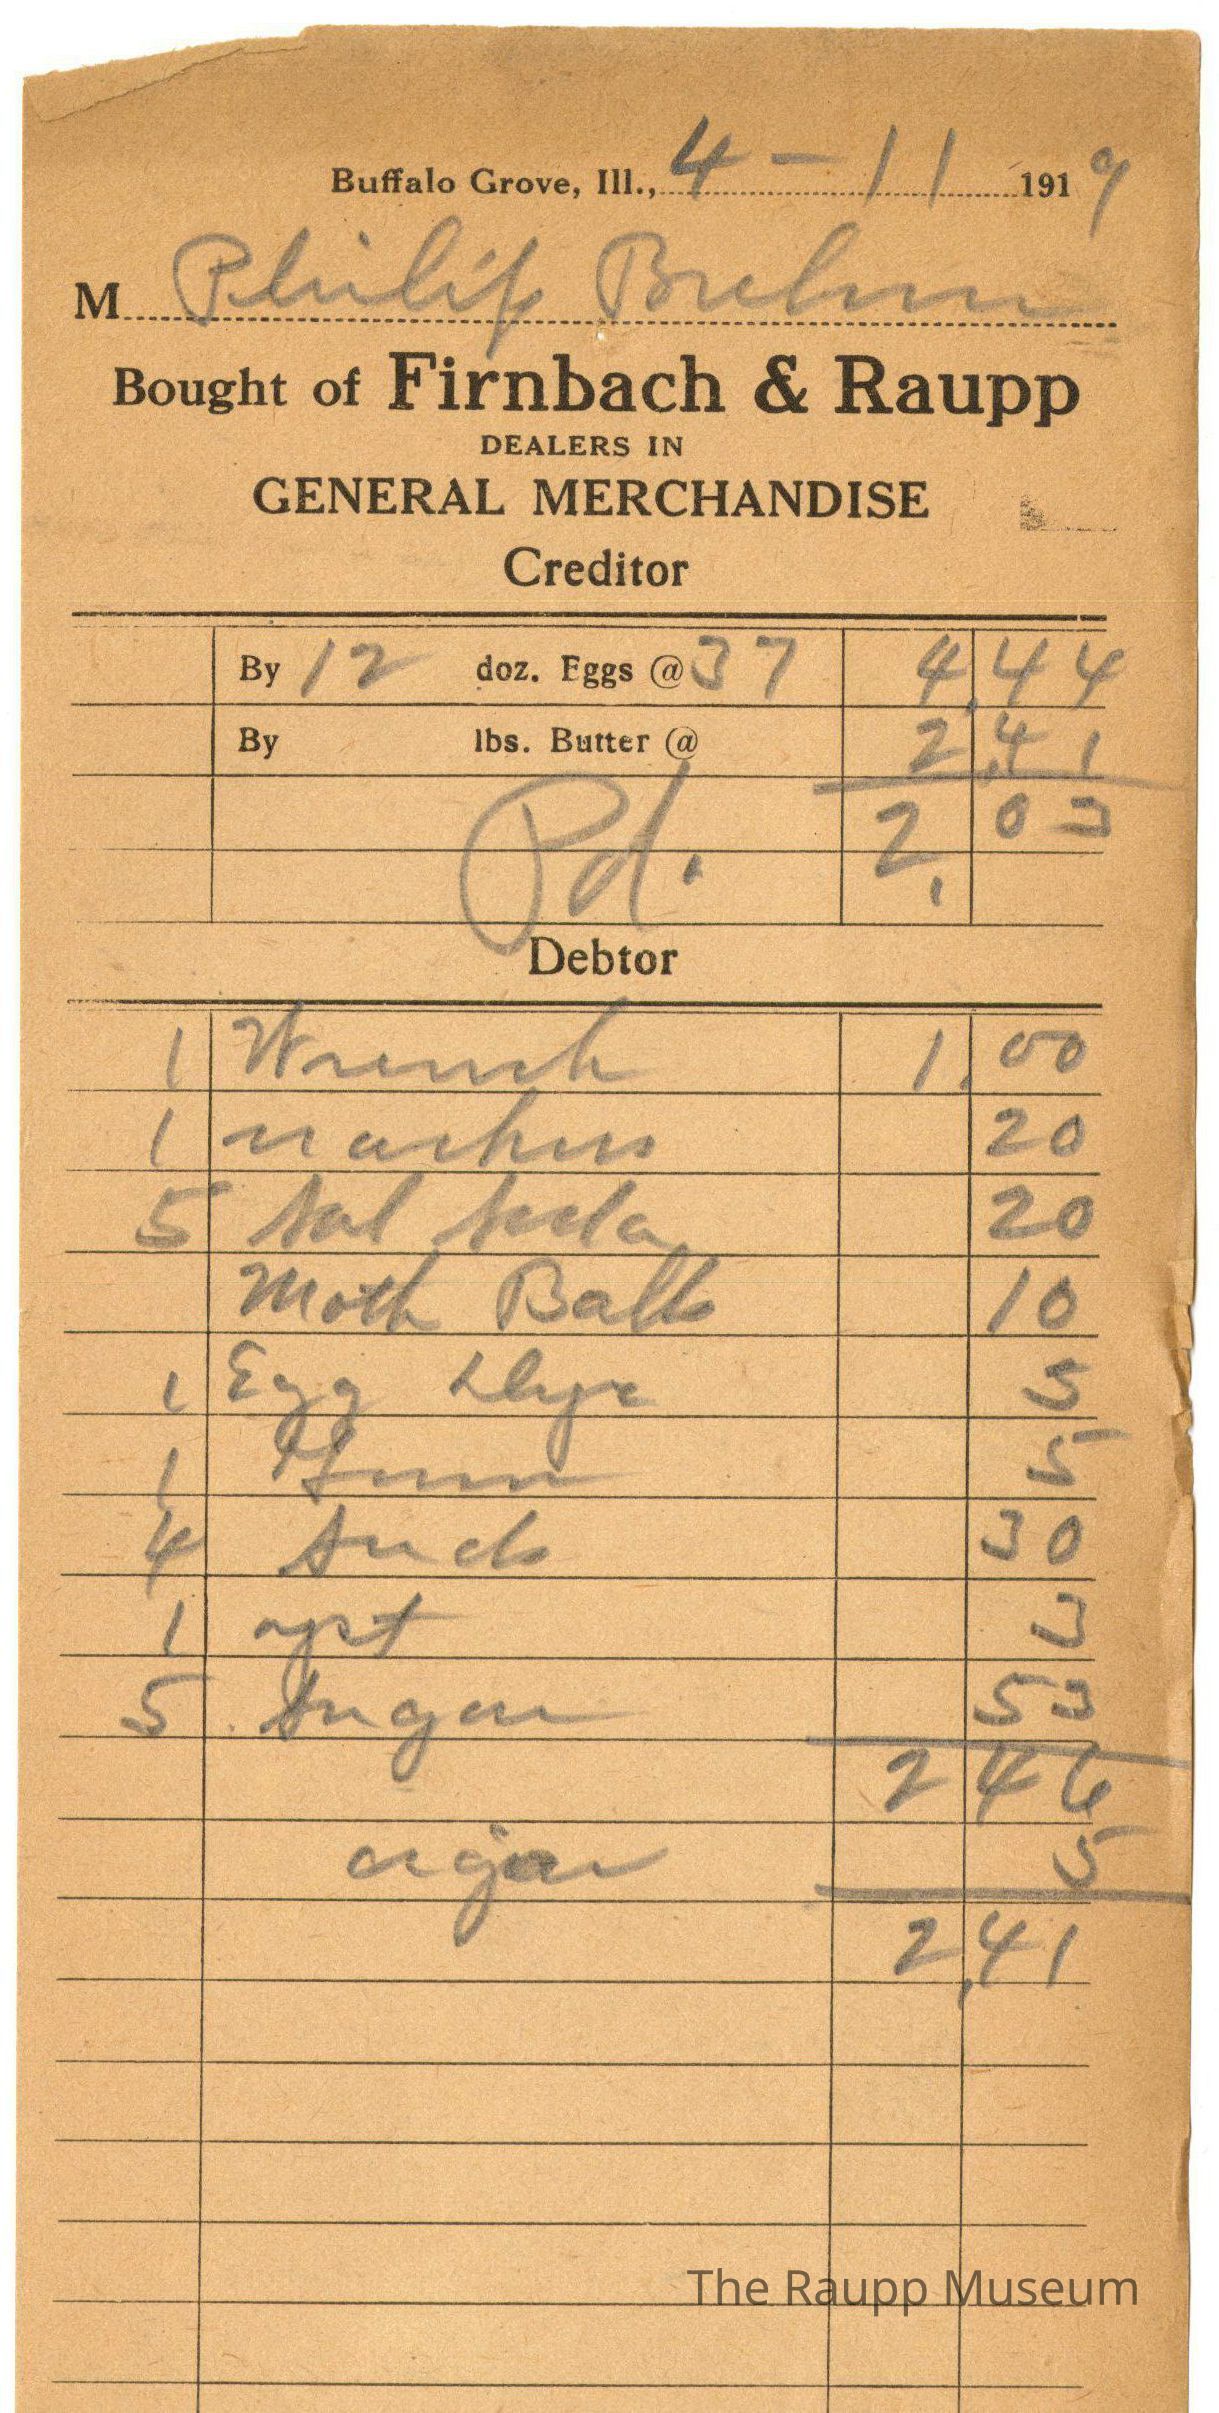 Buffalo Grove, Ill., 4-11 1919
M Philip Brehm
Bought of Firnbach & Raupp
DEALERS IN
GENERAL MERCHANDISE
Creditor
By 12 doz. Eggs @ 37 4,44
By lbs. Butter @ 2.41
Pd. 2,03
Debtor
1 Wrench 1.00
1 20
5 Sal Soda 20
Moth Balls 10
1 Egg Dye 5
1 5
4 30
1 3
5 Sugar 53
2 46
cigar 5
2,41
The Raupp Museum